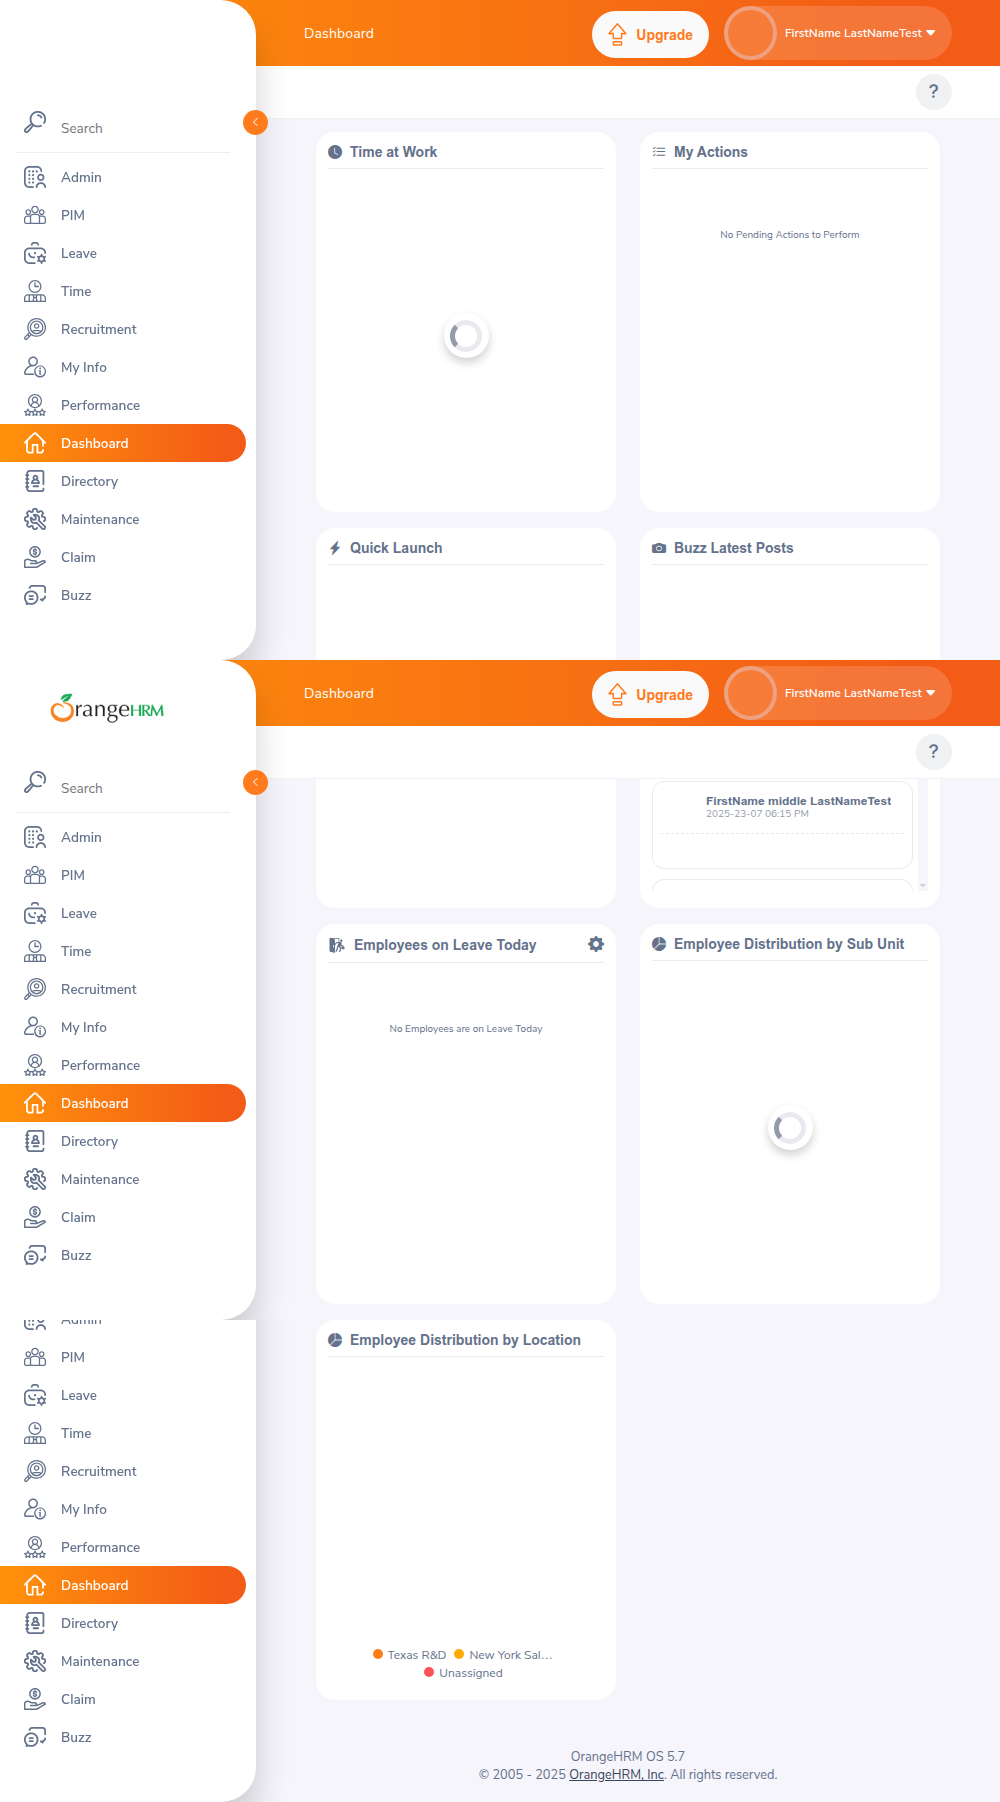 Dashboard
Upgrade
FirstName LastNameTest
?
Search
Admin
PIM
Leave
Time
Recruitment
My Info
Performance
Dashboard
Directory
Maintenance
Claim
Buzz
Time at Work
My Actions
No Pending Actions to Perform
Quick Launch
Buzz Latest Posts
OrangeHRM
Dashboard
Upgrade
FirstName LastNameTest
?
Search
Admin
PIM
Leave
Time
Recruitment
My Info
Performance
Dashboard
Directory
Maintenance
Claim
Buzz
FirstName middle LastNameTest
2025-23-07 06:15 PM
Employees on Leave Today
No Employees are on Leave Today
Employee Distribution by Sub Unit
Admin
PIM
Leave
Time
Recruitment
My Info
Performance
Dashboard
Directory
Maintenance
Claim
Buzz
Employee Distribution by Location
Texas R&D
New York Sal...
Unassigned
OrangeHRM OS 5.7
© 2005 - 2025 OrangeHRM, Inc. All rights reserved.